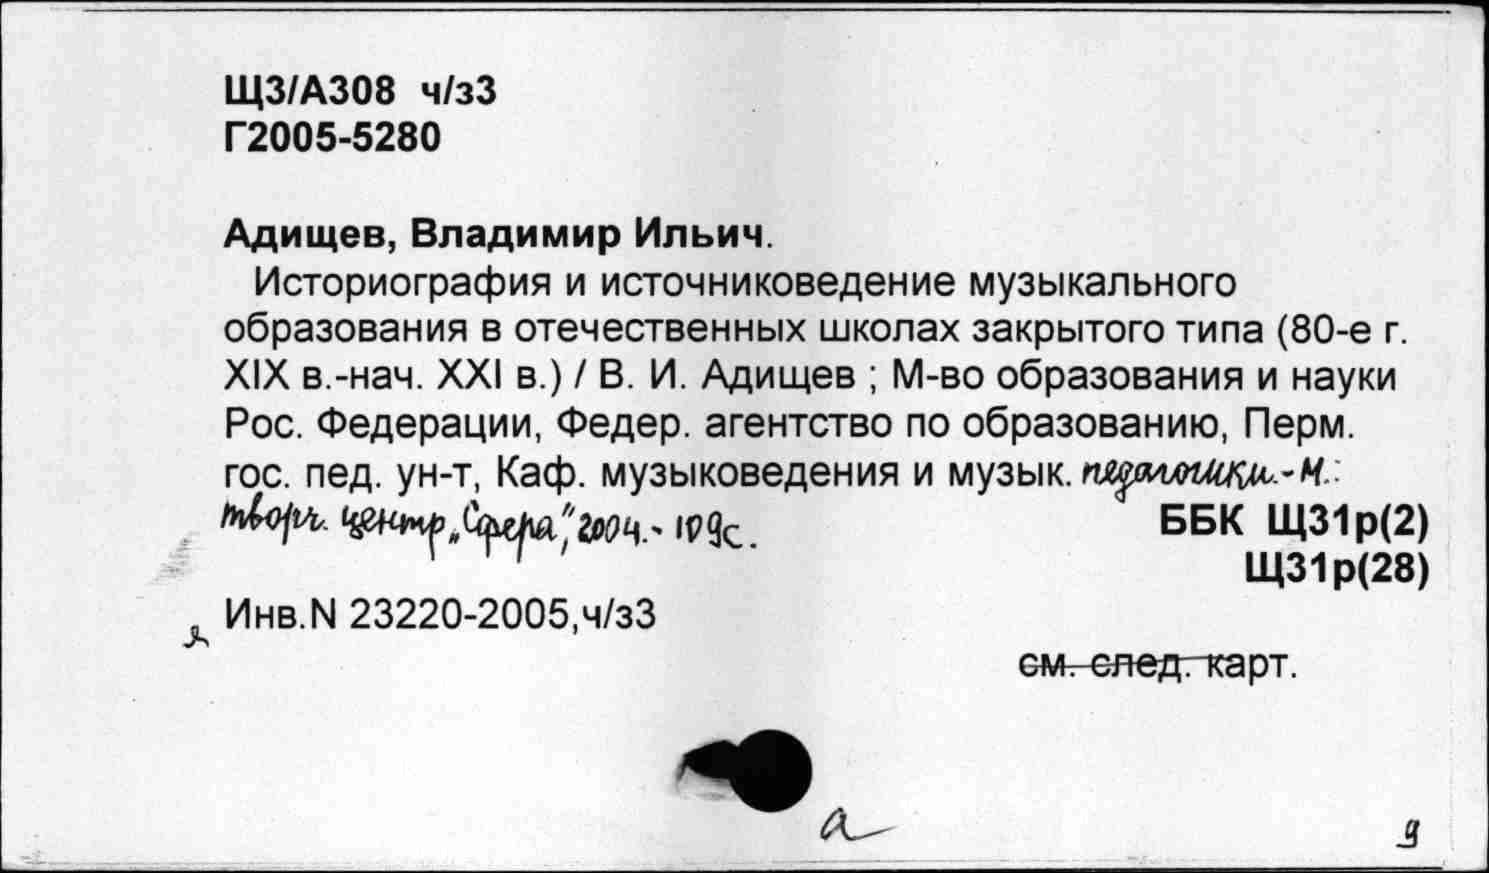 Щ3/А308 ч/з3
Г2005-5280
Адищев, Владимир Ильич.
Историография и источниковедение музыкального
образования в отечественных школах закрытого типа (80-е г.
XIX в.-нач. XXI в.) / В. И. Адищев ; М-во образования и науки
Рос. Федерации, Федер. агентство по образованию, Перм.
гос. пед. ун-т, Каф. музыковедения и музык. педагогики.-М.:
творч. центр „Сфера", 2004.- 109с.
ББК Щ31р(2)
Щ31р(28)
Инв.N 23220-2005,ч/з3
см. след. карт.
а
9